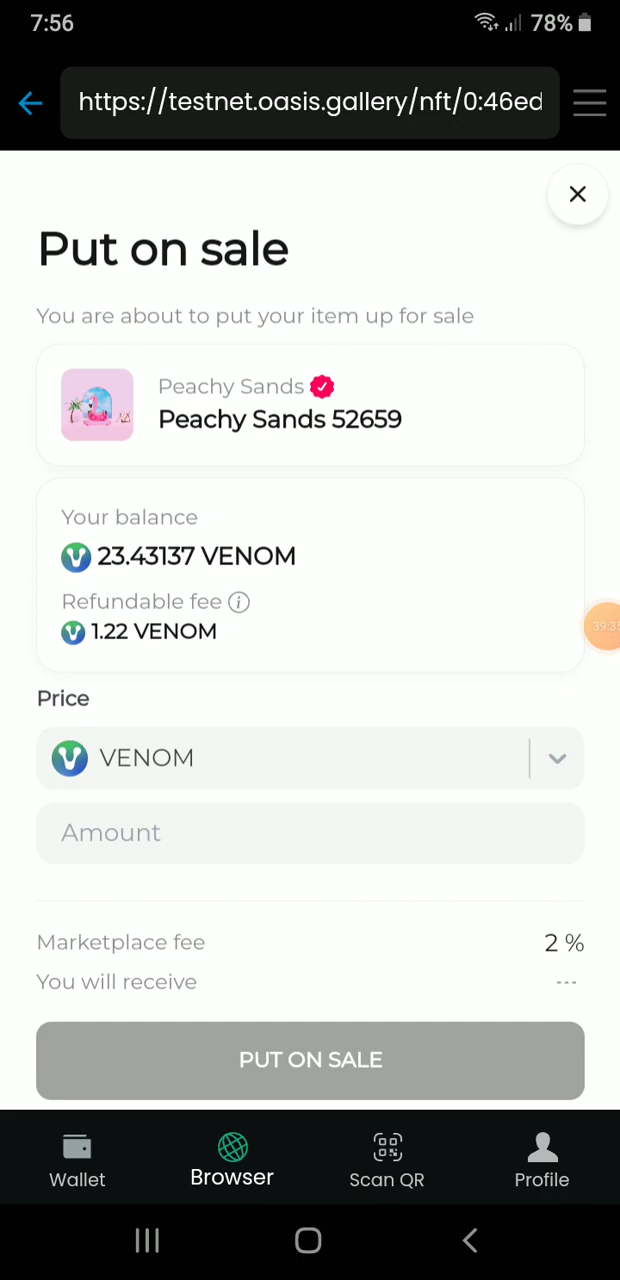 7:56
78%
https://testnet.oasis.gallery/nft/0:46ed
Put on sale
You are about to put your item up for sale
Peachy Sands
Peachy Sands 52659
Your balance
23.43137 VENOM
Refundable fee
1.22 VENOM
39:35
Price
VENOM
Amount
Marketplace fee
2 %
You will receive
---
PUT ON SALE
Wallet
Browser
Scan QR
Profile